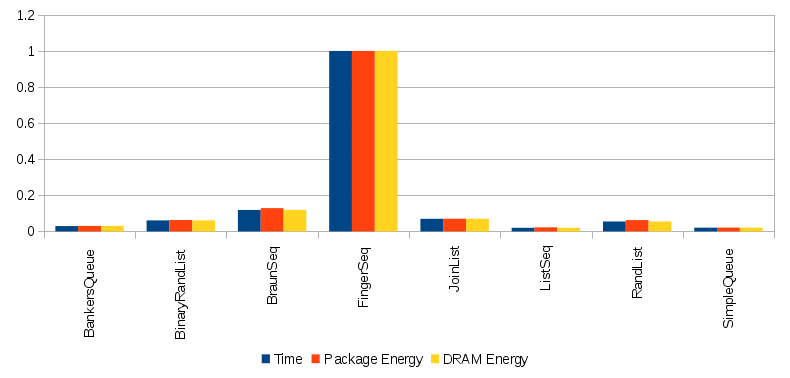 1.2
1
0.8
0.6
0.4
0.2
0
BankersQueue
BinaryRandList
BraunSeq
FingerSeq
JoinList
ListSeq
RandList
SimpleQueue
Time Package Energy DRAM Energy